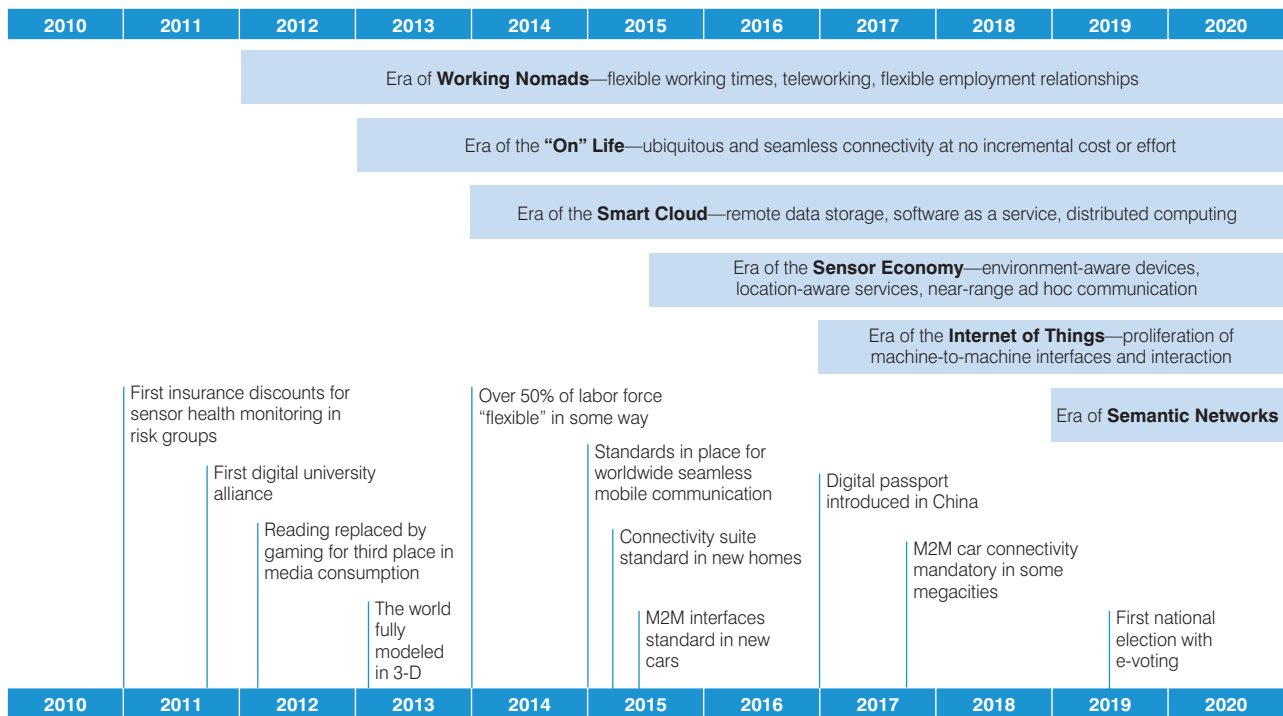 2010 2011 2012 2013 2014 2015 2016 2017 2018 2019 2020
Era of Working Nomads—flexible working times, teleworking, flexible employment relationships
Era of the “On” Life—ubiquitous and seamless connectivity at no incremental cost or effort
Era of the Smart Cloud—remote data storage, software as a service, distributed computing
Era of the Sensor Economy—environment-aware devices,
location-aware services, near-range ad hoc communication
Era of the Internet of Things—proliferation of
machine-to-machine interfaces and interaction
Era of Semantic Networks
First insurance discounts for
sensor health monitoring in
risk groups
First digital university
alliance
Reading replaced by
gaming for third place in
media consumption
The world
fully
modeled
in 3-D
Over 50% of labor force
“flexible” in some way
Standards in place for
worldwide seamless
mobile communication
Connectivity suite
standard in new homes
M2M interfaces
standard in new
cars
Digital passport
introduced in China
M2M car connectivity
mandatory in some
megacities
First national
election with
e-voting
2010 2011 2012 2013 2014 2015 2016 2017 2018 2019 2020